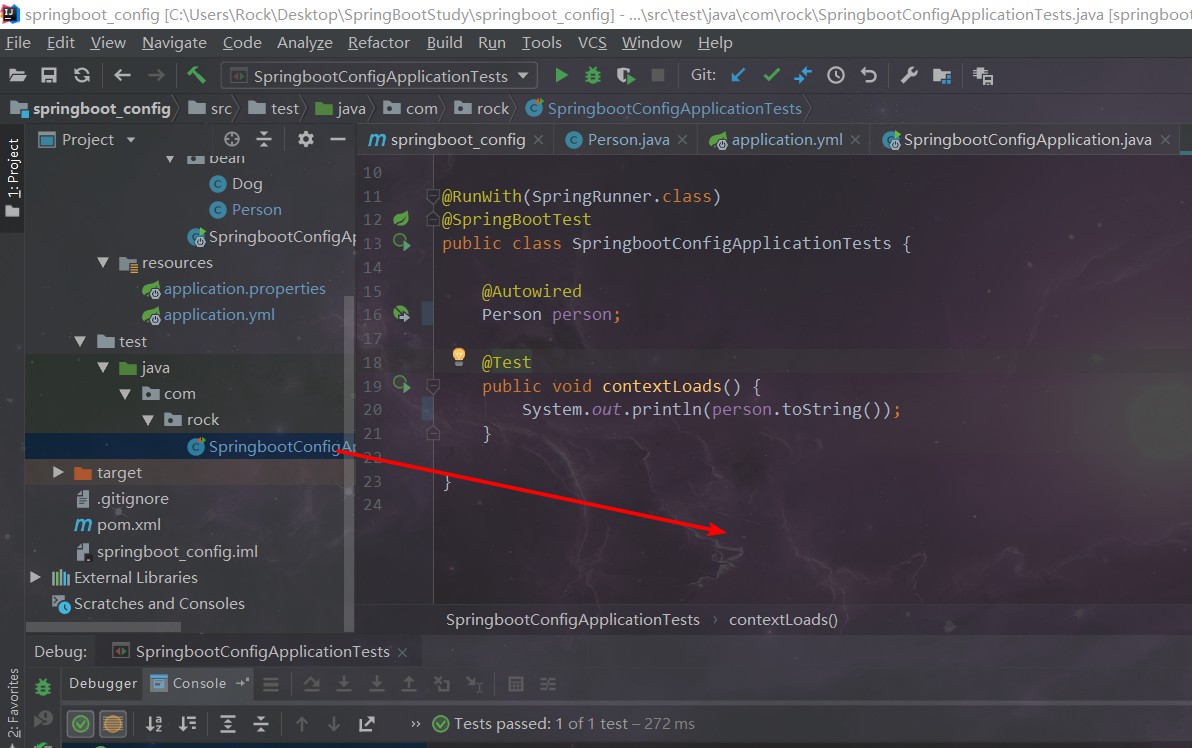 springboot_config [C:\Users\Rock\Desktop\SpringBootStudy\springboot_config] - ...\src\test\java\com\rock\SpringbootConfigApplicationTests.java [springboot
File Edit View Navigate Code Analyze Refactor Build Run Tools VCS Window Help
SpringbootConfigApplicationTests Git:
springboot_config src test java com rock SpringbootConfigApplicationTests
1: Project
Project
springboot_config Person.java application.yml SpringbootConfigApplication.java
bean
Dog
Person
SpringbootConfigAp
resources
application.properties
application.yml
test
java
com
rock
SpringbootConfigAp
target
.gitignore
pom.xml
springboot_config.iml
External Libraries
Scratches and Consoles
10
11 @RunWith(SpringRunner.class)
12 @SpringBootTest
13 public class SpringbootConfigApplicationTests {
14
15 @Autowired
16 Person person;
17
18 @Test
19 public void contextLoads() {
20 System.out.println(person.toString());
21 }
22
23 }
24
SpringbootConfigApplicationTests › contextLoads()
Debug: SpringbootConfigApplicationTests
Debugger Console
2: Favorites
» Tests passed: 1 of 1 test – 272 ms